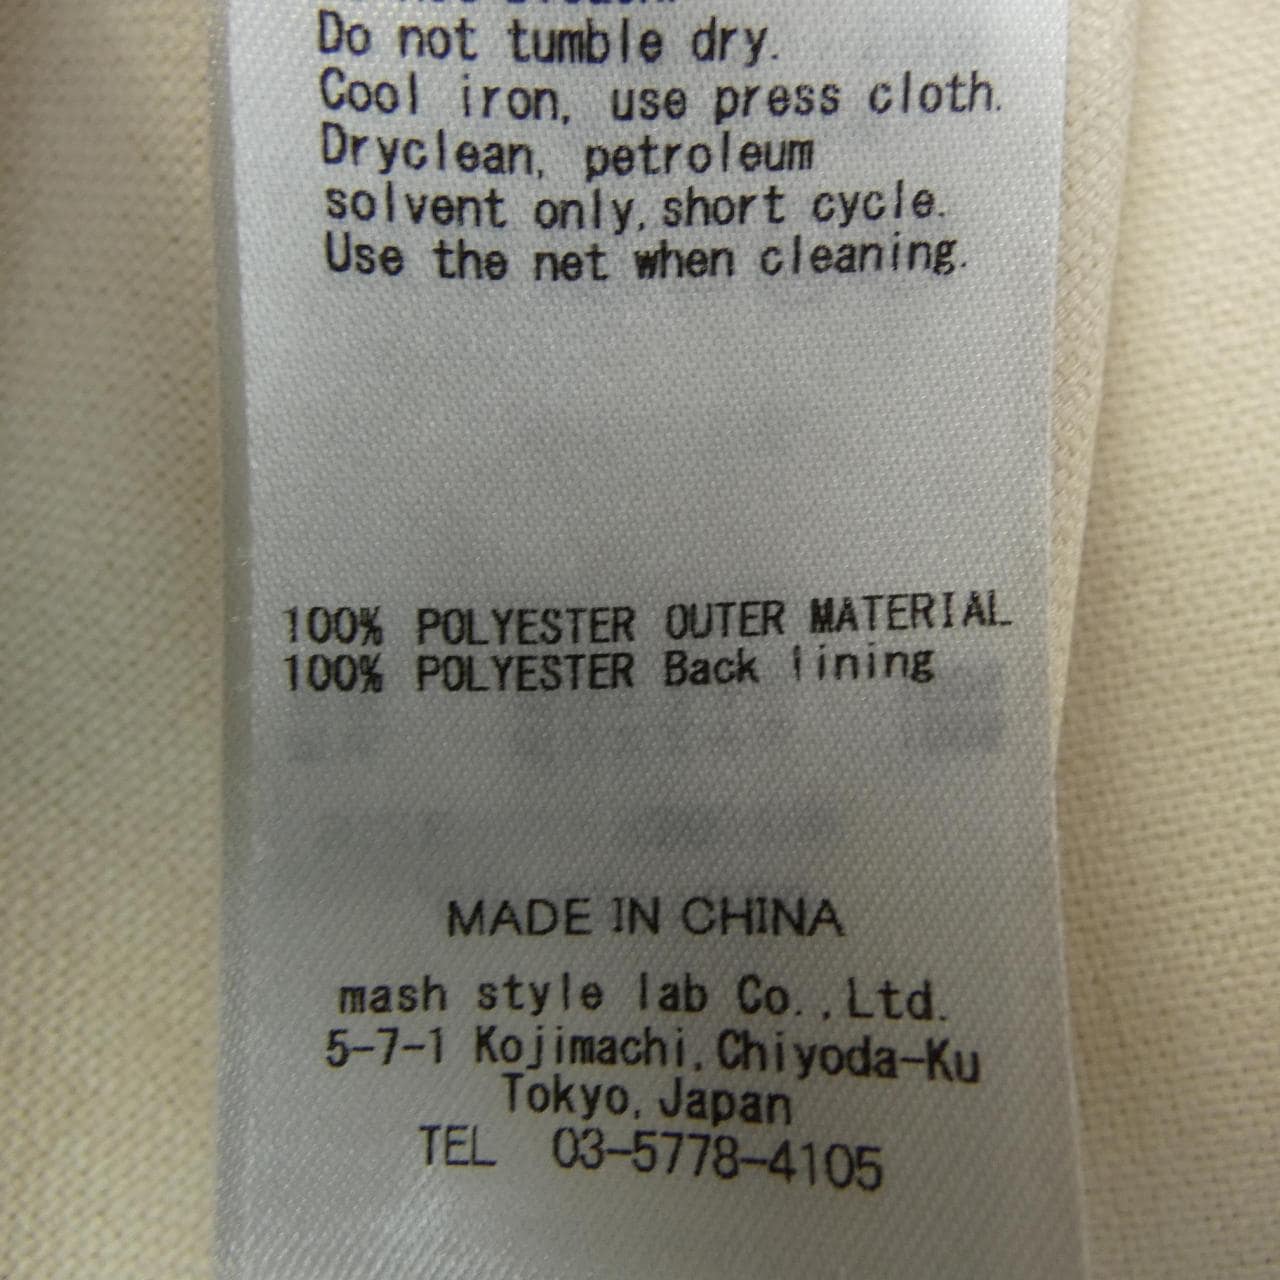 Do not tumble dry.
Cool iron, use press cloth.
Dryclean, petroleum
solvent only,short cycle.
Use the net when cleaning.
100% POLYESTER OUTER MATERIAL
100% POLYESTER Back lining
MADE IN CHINA
mash style lab Co.,Ltd.
5-7-1 Kojimachi,Chiyoda-Ku
Tokyo,Japan
TEL 03-5778-4105